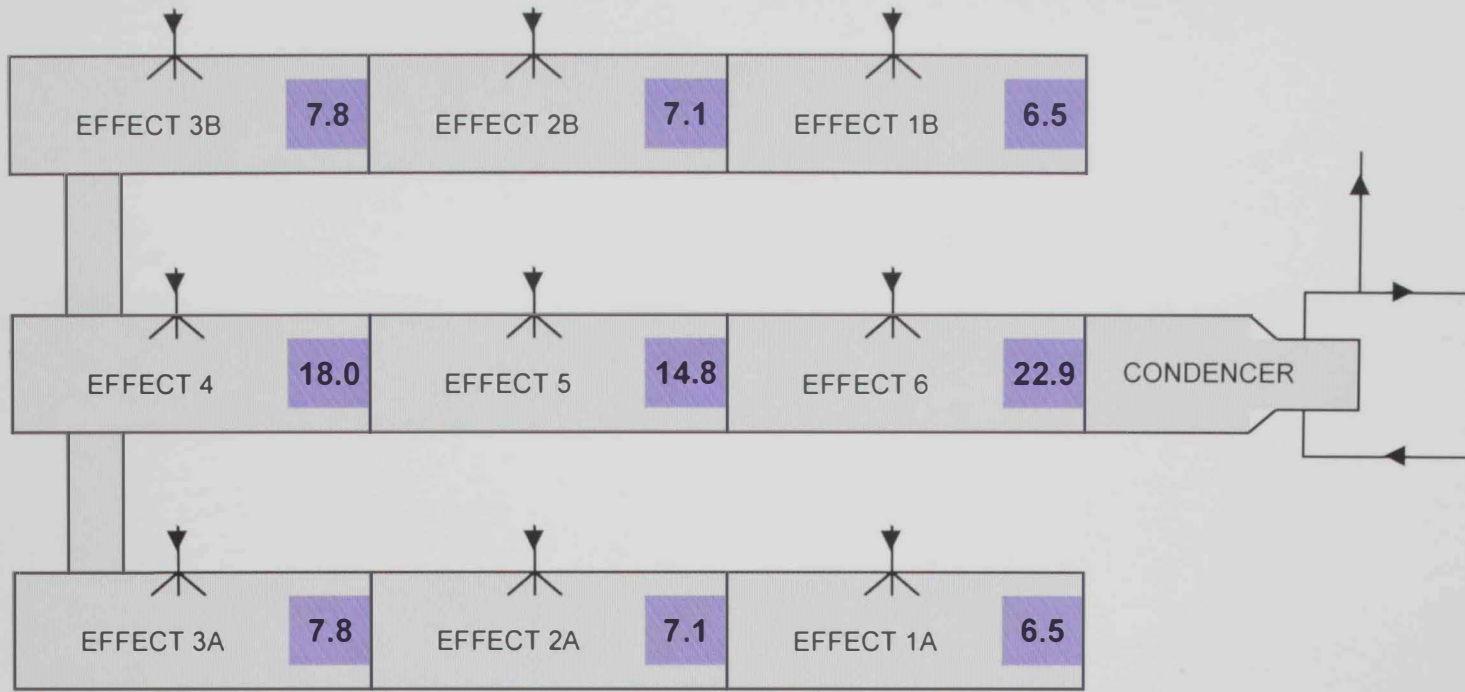 EFFECT 3B 7.8 EFFECT 2B 7.1 EFFECT 1B 6.5
EFFECT 4 18.0 EFFECT 5 14.8 EFFECT 6 22.9 CONDENCER
EFFECT 3A 7.8 EFFECT 2A 7.1 EFFECT 1A 6.5